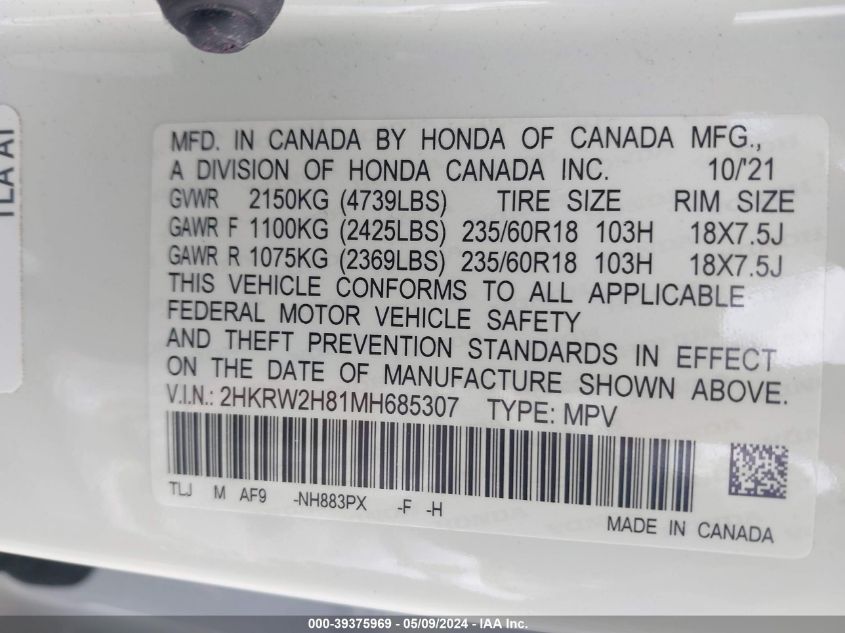 TLA AT
MFD. IN CANADA BY HONDA OF CANADA MFG.,
A DIVISION OF HONDA CANADA INC. 10/'21
GVWR 2150KG (4739LBS) TIRE SIZE RIM SIZE
GAWR F 1100KG (2425LBS) 235/60R18 103H 18X7.5J
GAWR R 1075KG (2369LBS) 235/60R18 103H 18X7.5J
THIS VEHICLE CONFORMS TO ALL APPLICABLE
FEDERAL MOTOR VEHICLE SAFETY
AND THEFT PREVENTION STANDARDS IN EFFECT
ON THE DATE OF MANUFACTURE SHOWN ABOVE.
V.I.N.: 2HKRW2H81MH685307 TYPE: MPV
TLJ M AF9 -NH883PX -F -H
MADE IN CANADA
000-39375969 - 05/09/2024 - IAA Inc.